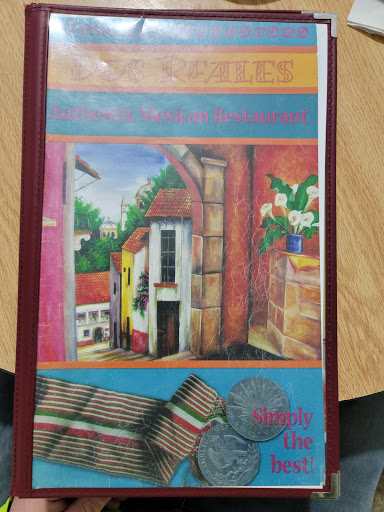 Dos Reales
Authentic Mexican Restaurant
Simply
the
best!